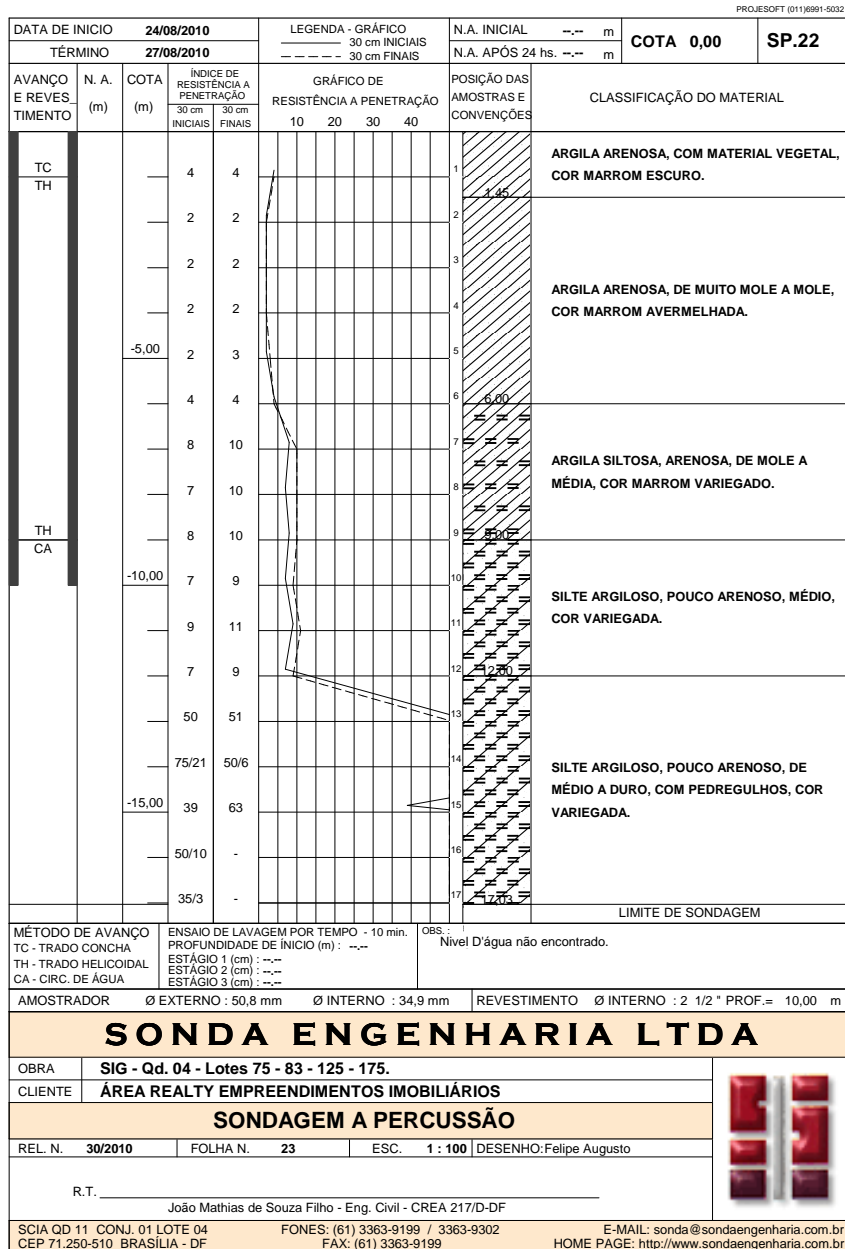 PROJESOFT (011)6991-5032
DATA DE INICIO 24/08/2010
TÉRMINO 27/08/2010
LEGENDA - GRÁFICO
30 cm INICIAIS
30 cm FINAIS
N.A. INICIAL --.-- m
N.A. APÓS 24 hs. --.-- m
COTA 0,00
SP.22
AVANÇO E REVES_ TIMENTO
N. A. (m)
COTA (m)
ÍNDICE DE RESISTÊNCIA A PENETRAÇÃO
30 cm INICIAIS
30 cm FINAIS
GRÁFICO DE
RESISTÊNCIA A PENETRAÇÃO
10 20 30 40
POSIÇÃO DAS AMOSTRAS E CONVENÇÕES
CLASSIFICAÇÃO DO MATERIAL
ARGILA ARENOSA, COM MATERIAL VEGETAL,
TC 4 4 1
COR MARROM ESCURO.
TH
1,45
2 2 2
2 2 3
ARGILA ARENOSA, DE MUITO MOLE A MOLE,
2 2 4
COR MARROM AVERMELHADA.
-5,00 2 3 5
4 4 6 6,00
8 10 7
ARGILA SILTOSA, ARENOSA, DE MOLE A
7 10 8
MÉDIA, COR MARROM VARIEGADO.
TH 8 10 9 9,00
CA
-10,00 7 9 10
SILTE ARGILOSO, POUCO ARENOSO, MÉDIO,
COR VARIEGADA.
9 11 11
7 9 12 12,00
50 51 13
75/21 50/6 14
SILTE ARGILOSO, POUCO ARENOSO, DE
MÉDIO A DURO, COM PEDREGULHOS, COR
-15,00 39 63 15
VARIEGADA.
50/10 - 16
35/3 - 17 17,03
LIMITE DE SONDAGEM
MÉTODO DE AVANÇO
TC - TRADO CONCHA
TH - TRADO HELICOIDAL
CA - CIRC. DE ÁGUA
ENSAIO DE LAVAGEM POR TEMPO - 10 min.
PROFUNDIDADE DE ÍNICIO (m) : --.--
ESTÁGIO 1 (cm) : --.--
ESTÁGIO 2 (cm) : --.--
ESTÁGIO 3 (cm) : --.--
OBS. :
Nivel D'água não encontrado.
AMOSTRADOR Ø EXTERNO : 50,8 mm Ø INTERNO : 34,9 mm REVESTIMENTO Ø INTERNO : 2 1/2 " PROF.= 10,00 m
SONDA ENGENHARIA LTDA
OBRA SIG - Qd. 04 - Lotes 75 - 83 - 125 - 175.
CLIENTE ÁREA REALTY EMPREENDIMENTOS IMOBILIÁRIOS
SONDAGEM A PERCUSSÃO
REL. N. 30/2010 FOLHA N. 23 ESC. 1 : 100 DESENHO:Felipe Augusto
R.T.
João Mathias de Souza Filho - Eng. Civil - CREA 217/D-DF
SCIA QD 11 CONJ. 01 LOTE 04 FONES: (61) 3363-9199 / 3363-9302 E-MAIL: sonda@sondaengenharia.com.br
CEP 71.250-510 BRASÍLIA - DF FAX: (61) 3363-9199 HOME PAGE: http://www.sondaengenharia.com.br